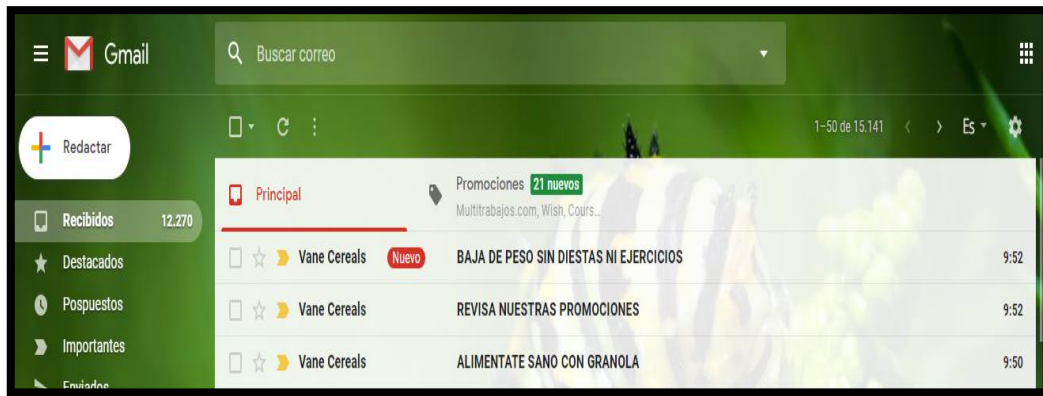 Gmail
Buscar correo
Redactar
1-50 de 15.141
Es
Principal
Promociones 21 nuevos
Multitrabajos.com, Wish, Cours...
Recibidos 12.270
Destacados
Pospuestos
Importantes
Enviados
Vane Cereals Nuevo BAJA DE PESO SIN DIESTAS NI EJERCICIOS 9:52
Vane Cereals REVISA NUESTRAS PROMOCIONES 9:52
Vane Cereals ALIMENTATE SANO CON GRANOLA 9:50